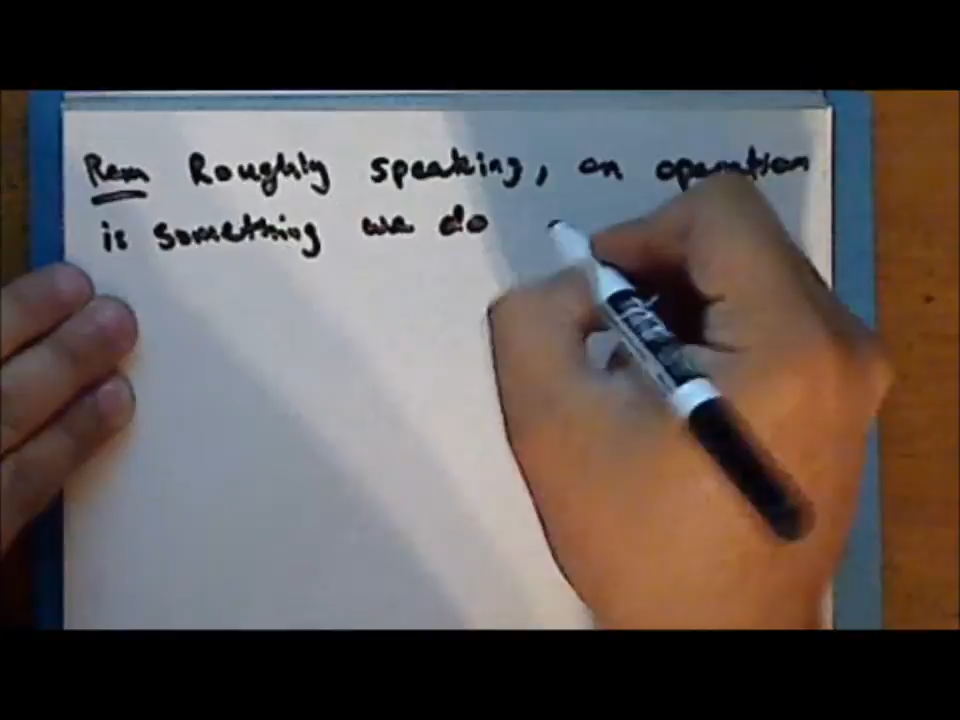 Rem Roughly speaking, an operation
is something we do